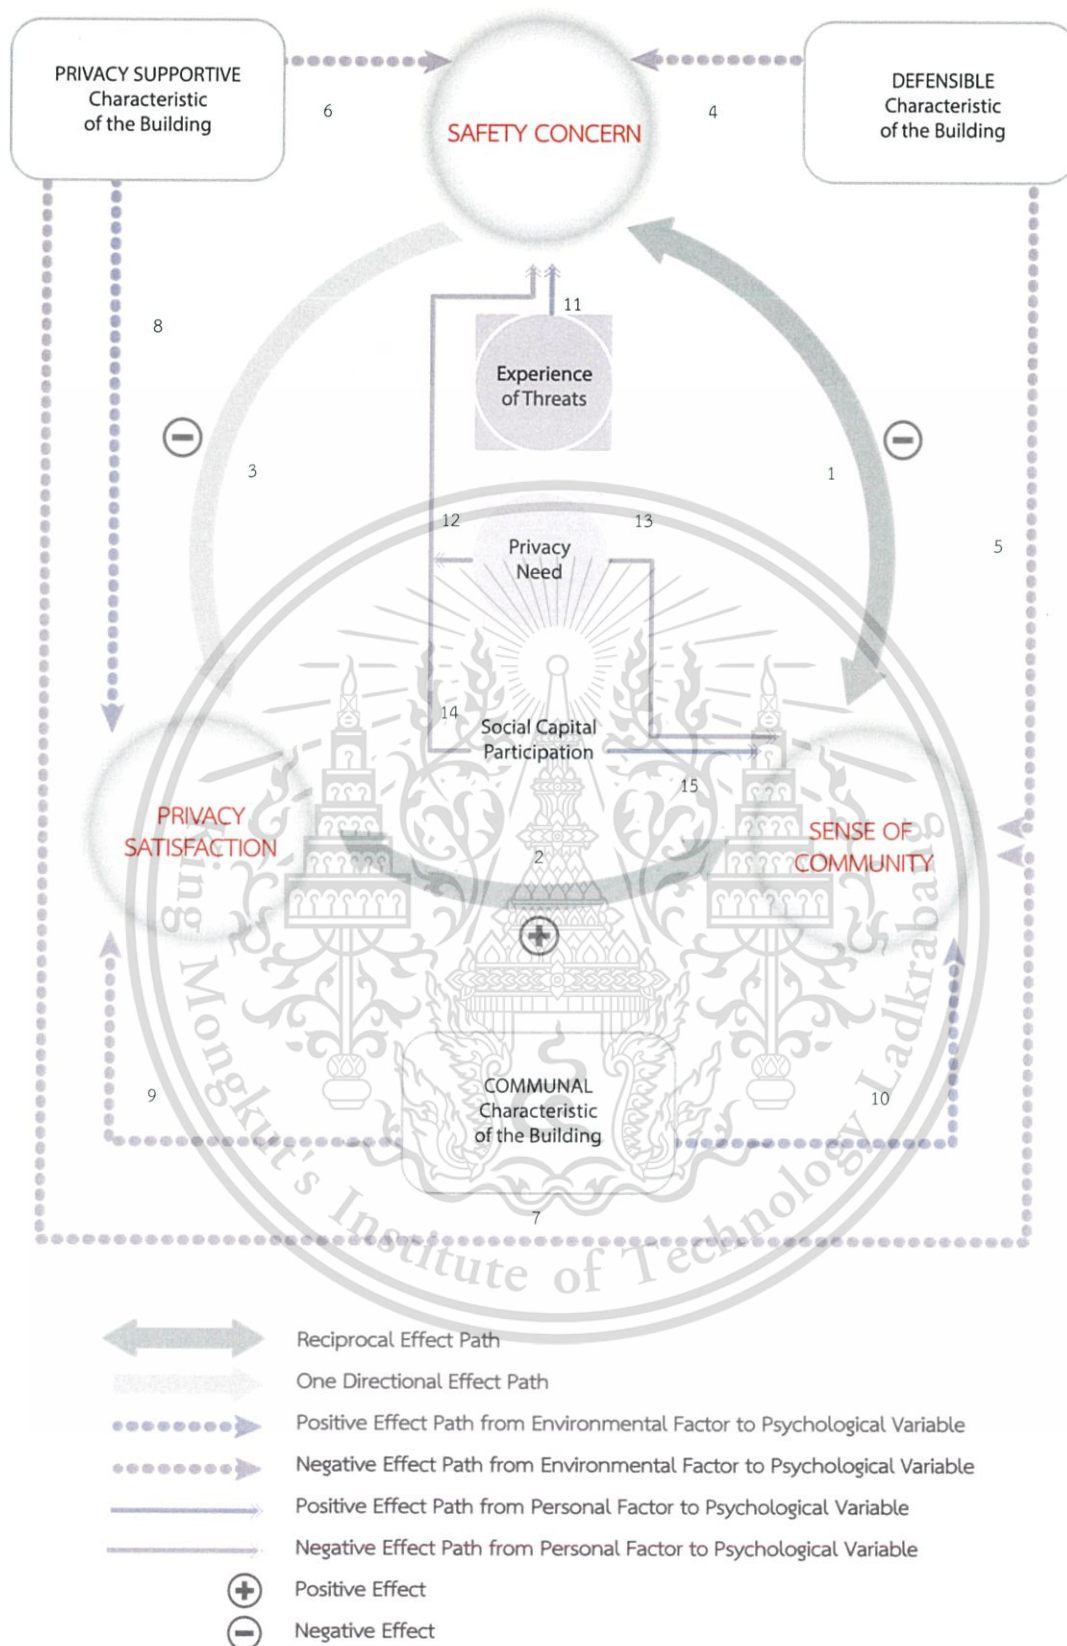 PRIVACY SUPPORTIVE
Characteristic
of the Building
6
SAFETY CONCERN
4
DEFENSIBLE
Characteristic
of the Building
8
11
Experience
of Threats
3
1
12
13
5
Privacy
Need
14
Social Capital
Participation
15
PRIVACY
SATISFACTION
2
SENSE OF
COMMUNITY
9
COMMUNAL
Characteristic
of the Building
10
7
King Mongkut's Institute of Technology Ladkrabang
Reciprocal Effect Path
One Directional Effect Path
Positive Effect Path from Environmental Factor to Psychological Variable
Negative Effect Path from Environmental Factor to Psychological Variable
Positive Effect Path from Personal Factor to Psychological Variable
Negative Effect Path from Personal Factor to Psychological Variable
Positive Effect
Negative Effect